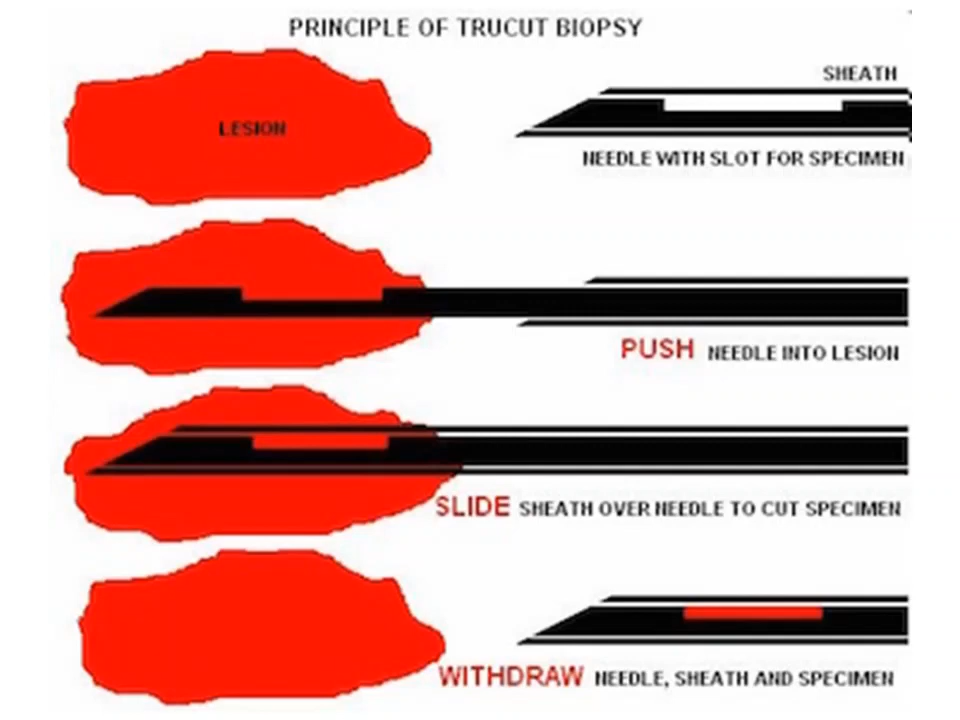 PRINCIPLE OF TRUCUT BIOPSY
SHEATH
LESION
NEEDLE WITH SLOT FOR SPECIMEN
PUSH NEEDLE INTO LESION
SLIDE SHEATH OVER NEEDLE TO CUT SPECIMEN
WITHDRAW NEEDLE, SHEATH AND SPECIMEN